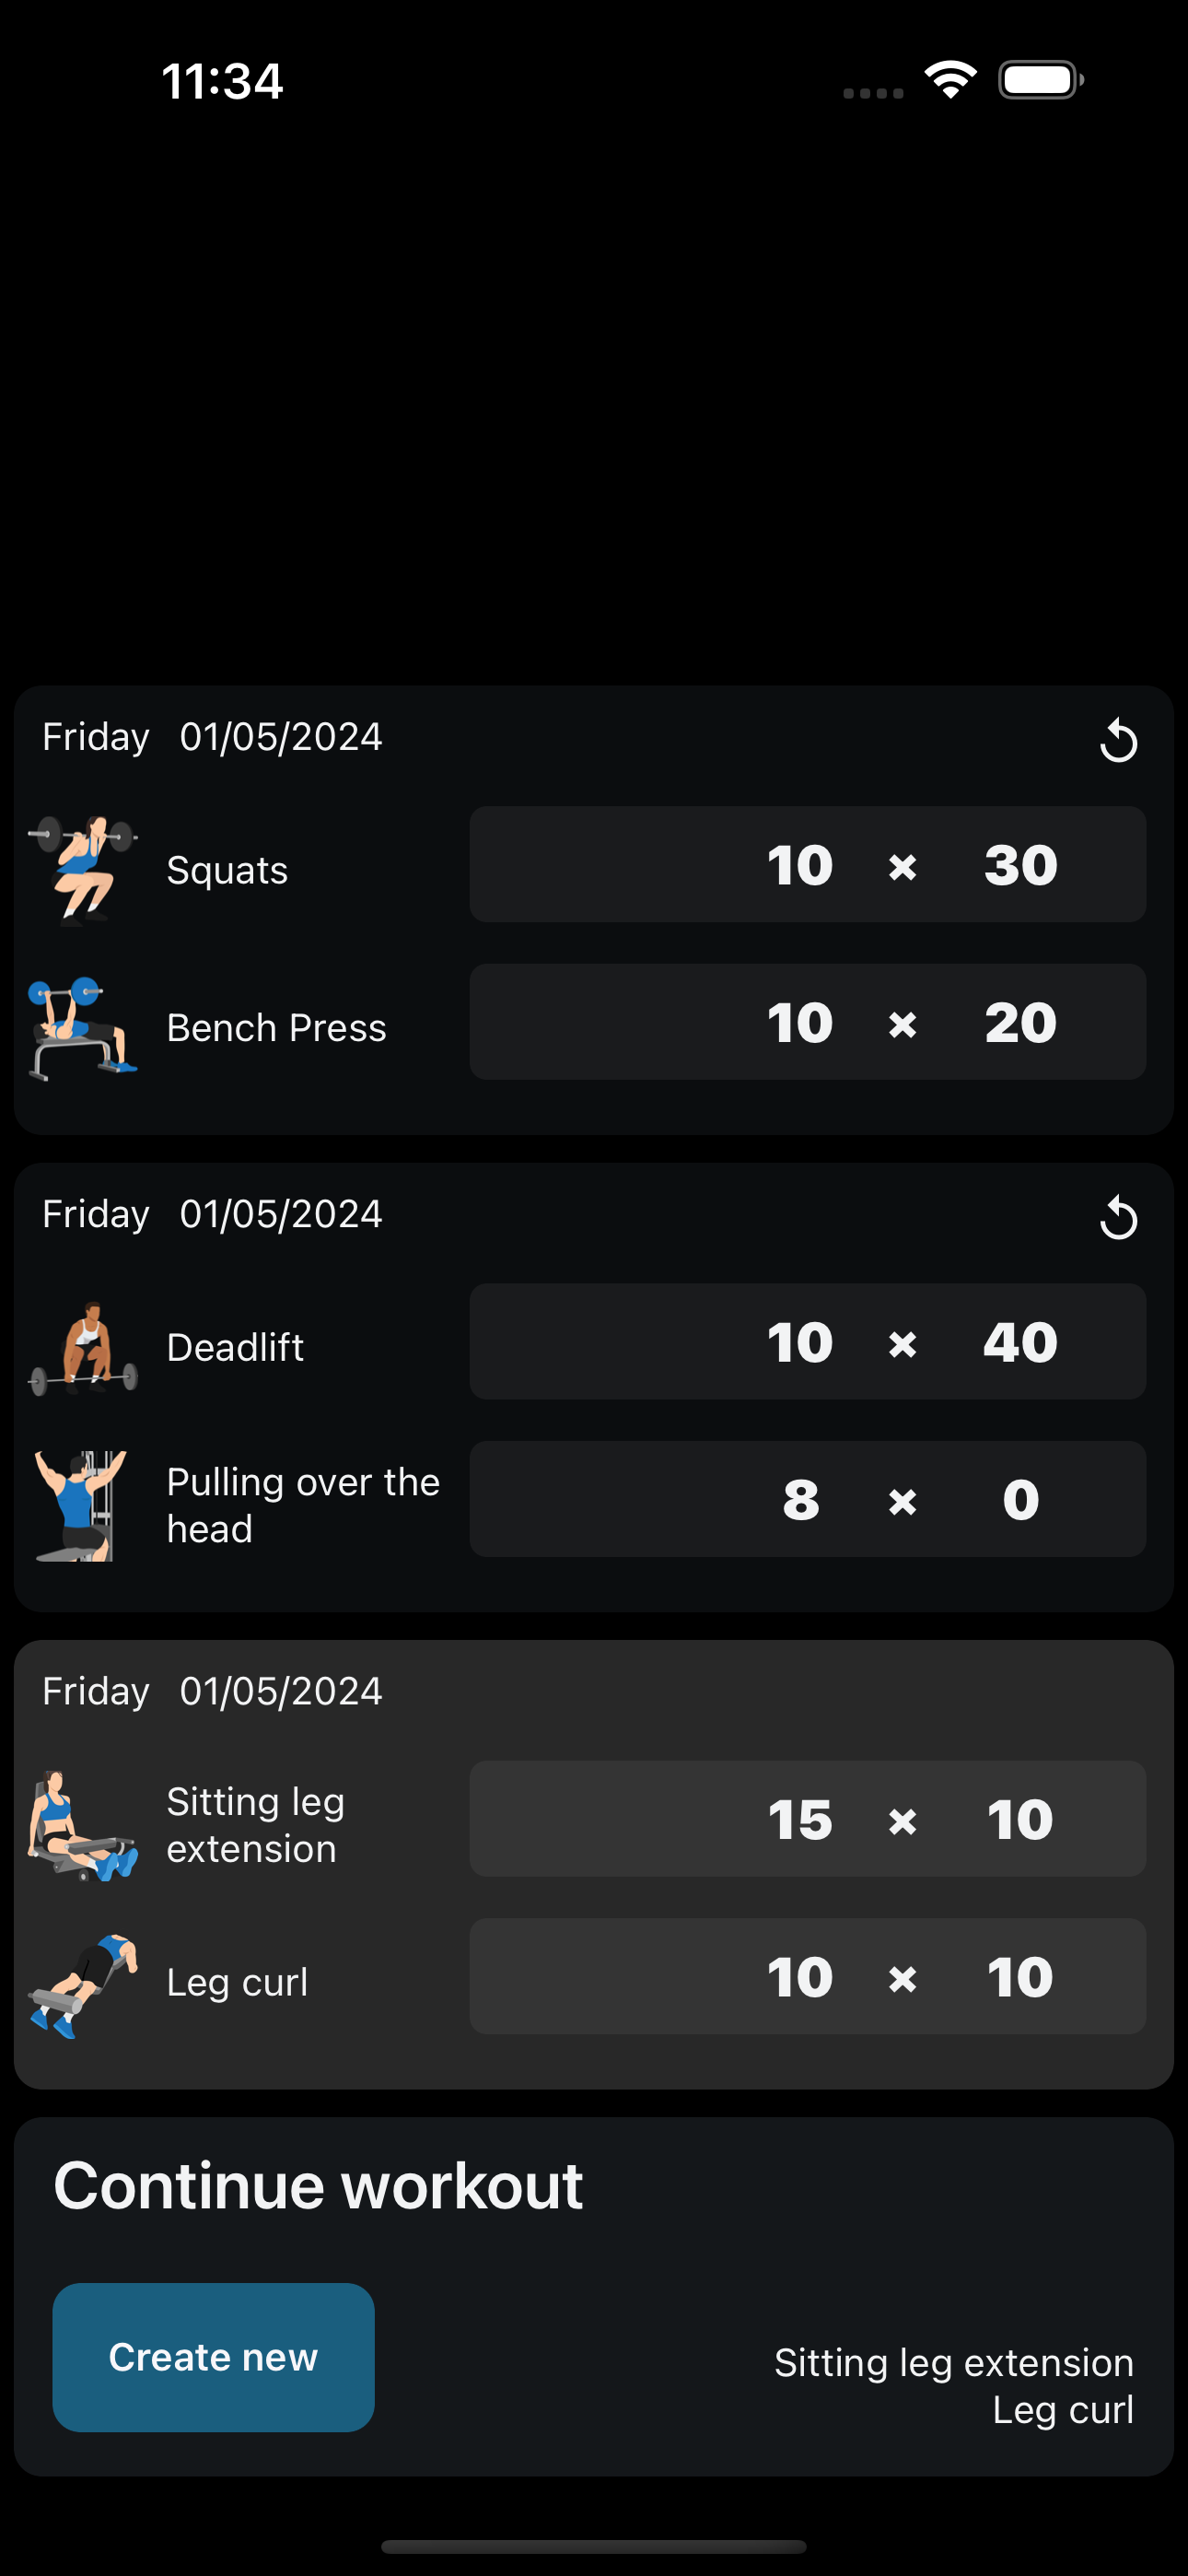 11:34
Friday 01/05/2024
Squats 10 × 30
Bench Press 10 × 20
Friday 01/05/2024
Deadlift 10 × 40
Pulling over the
head 8 × 0
Friday 01/05/2024
Sitting leg
extension 15 × 10
Leg curl 10 × 10
Continue workout
Create new
Sitting leg extension
Leg curl